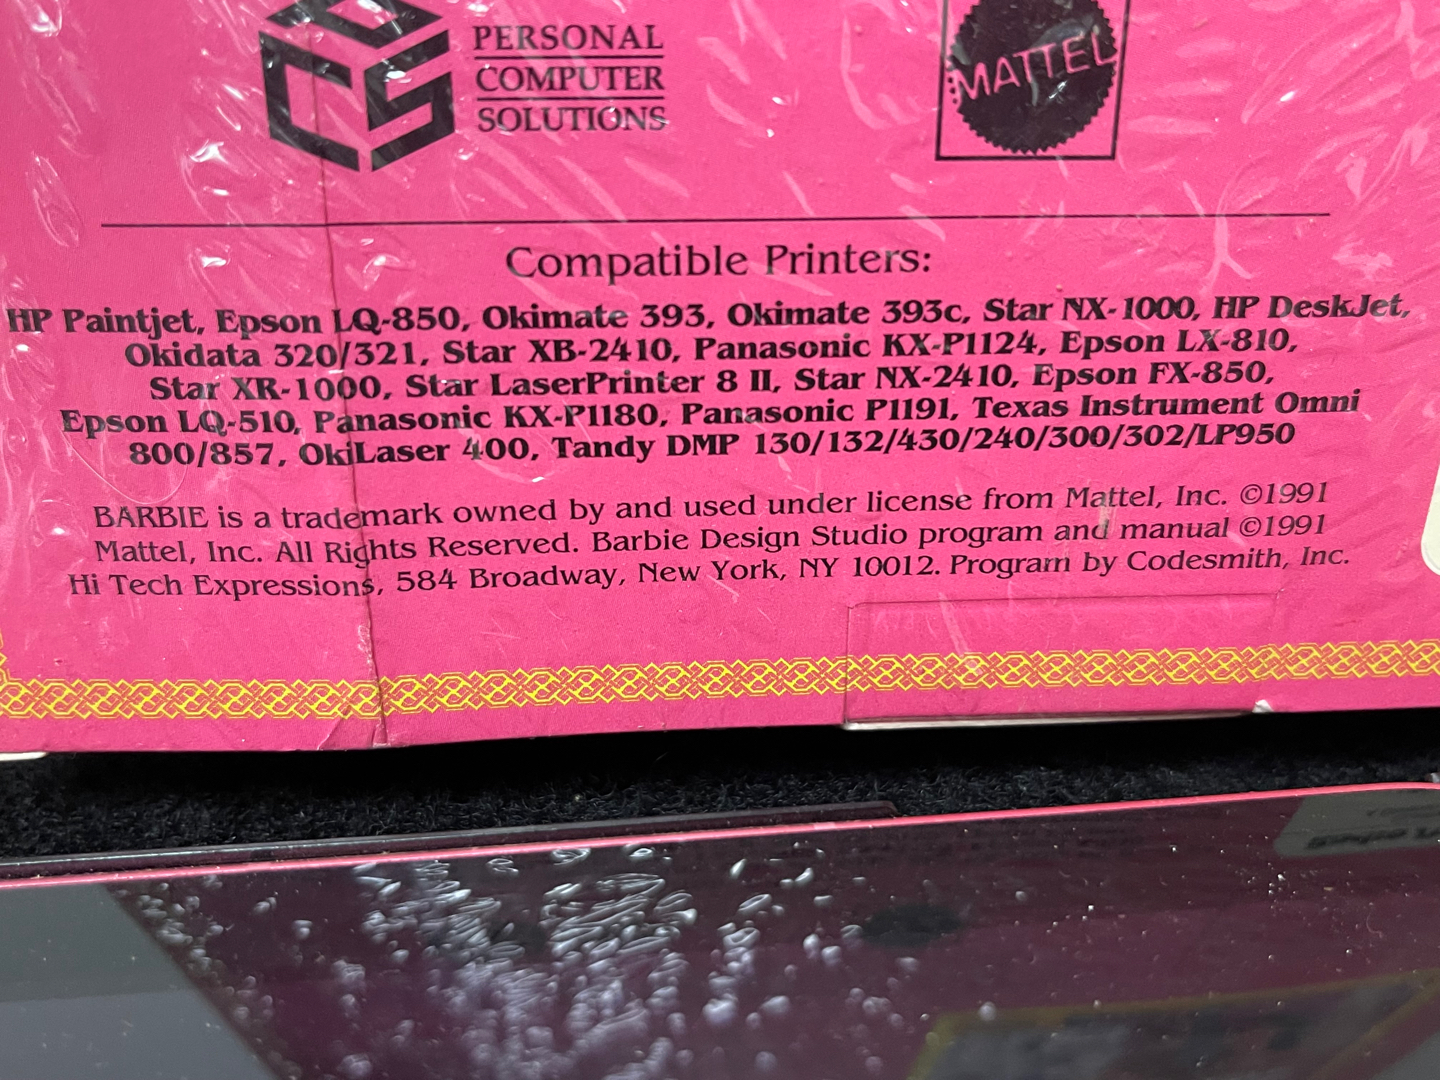 PCS
PERSONAL
COMPUTER
SOLUTIONS
MATTEL
Compatible Printers:
HP Paintjet, Epson LQ-850, Okimate 393, Okimate 393c, Star NX-1000, HP DeskJet,
Okidata 320/321, Star XB-2410, Panasonic KX-P1124, Epson LX-810,
Star XR-1000, Star LaserPrinter 8 II, Star NX-2410, Epson FX-850,
Epson LQ-510, Panasonic KX-P1180, Panasonic P1191, Texas Instrument Omni
800/857, OkiLaser 400, Tandy DMP 130/132/430/240/300/302/LP950
BARBIE is a trademark owned by and used under license from Mattel, Inc. ©1991
Mattel, Inc. All Rights Reserved. Barbie Design Studio program and manual ©1991
Hi Tech Expressions, 584 Broadway, New York, NY 10012. Program by Codesmith, Inc.